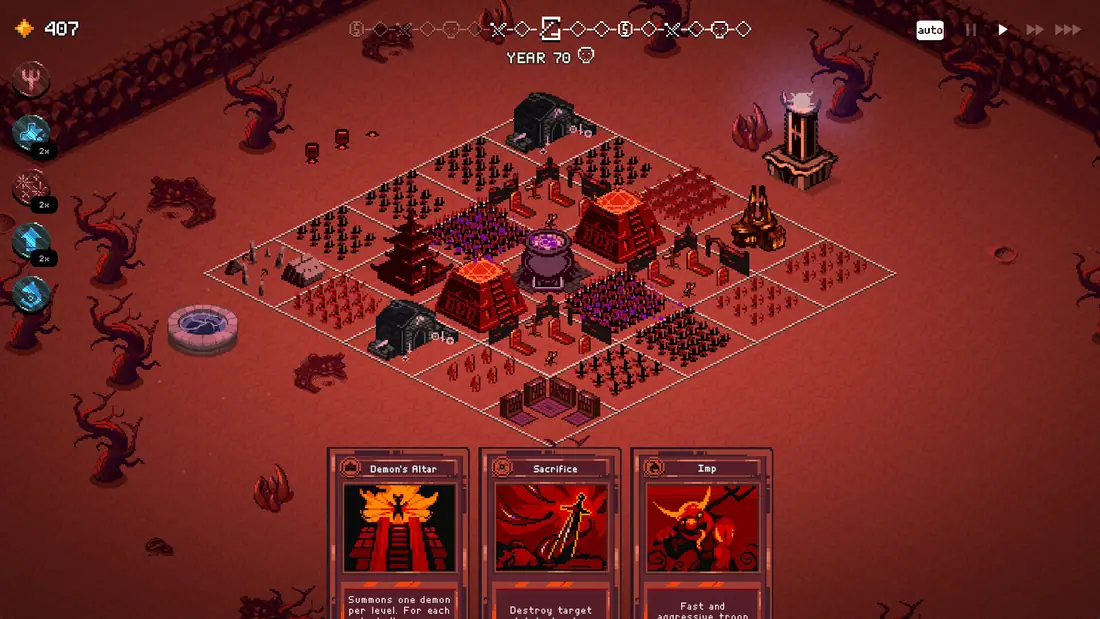 407
auto
YEAR 70
2x
2x
2x
Demon's Altar
Sacrifice
Imp
Summons one demon
per level. For each
Destroy target
Fast and
aggressive troop